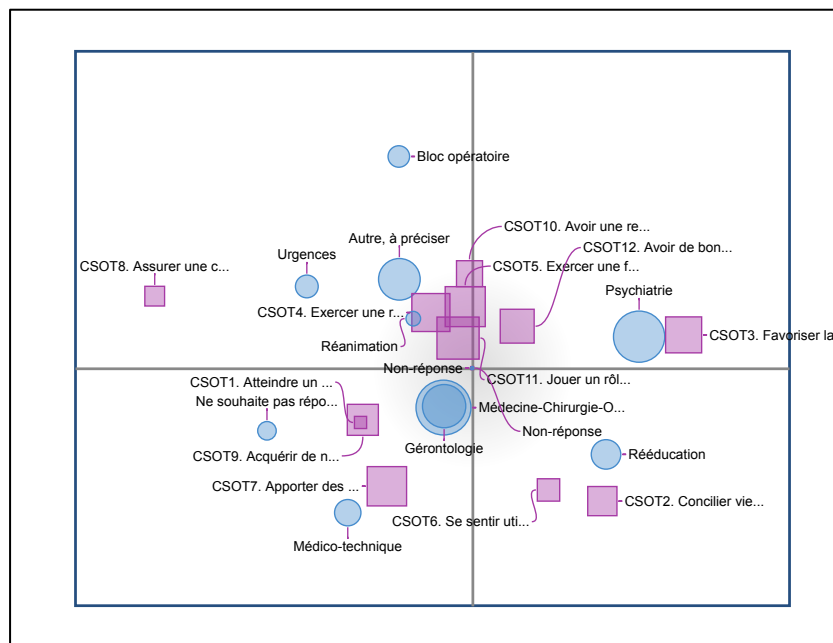 Bloc opératoire
CSOT10. Avoir une re...
Autre, à préciser
CSOT12. Avoir de bon...
Urgences
CSOT8. Assurer une c...
CSOT5. Exercer une f...
Psychiatrie
CSOT4. Exercer une r...
CSOT3. Favoriser la
Réanimation
Non-réponse
CSOT11. Jouer un rôl...
CSOT1. Atteindre un ...
Ne souhaite pas répo...
Médecine-Chirurgie-O...
Non-réponse
Gérontologie
CSOT9. Acquérir de n...
Rééducation
CSOT7. Apporter des ...
CSOT2. Concilier vie...
CSOT6. Se sentir uti...
Médico-technique